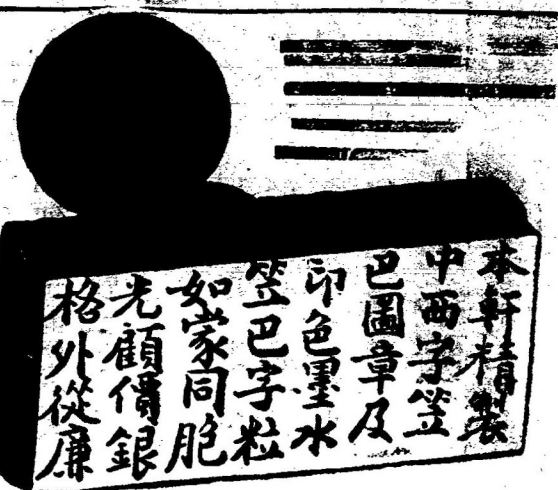 本軒精製
中西字笠
巴圖章及
印色墨水
笠巴字粒
如蒙同胞
光顧價銀
格外從廉